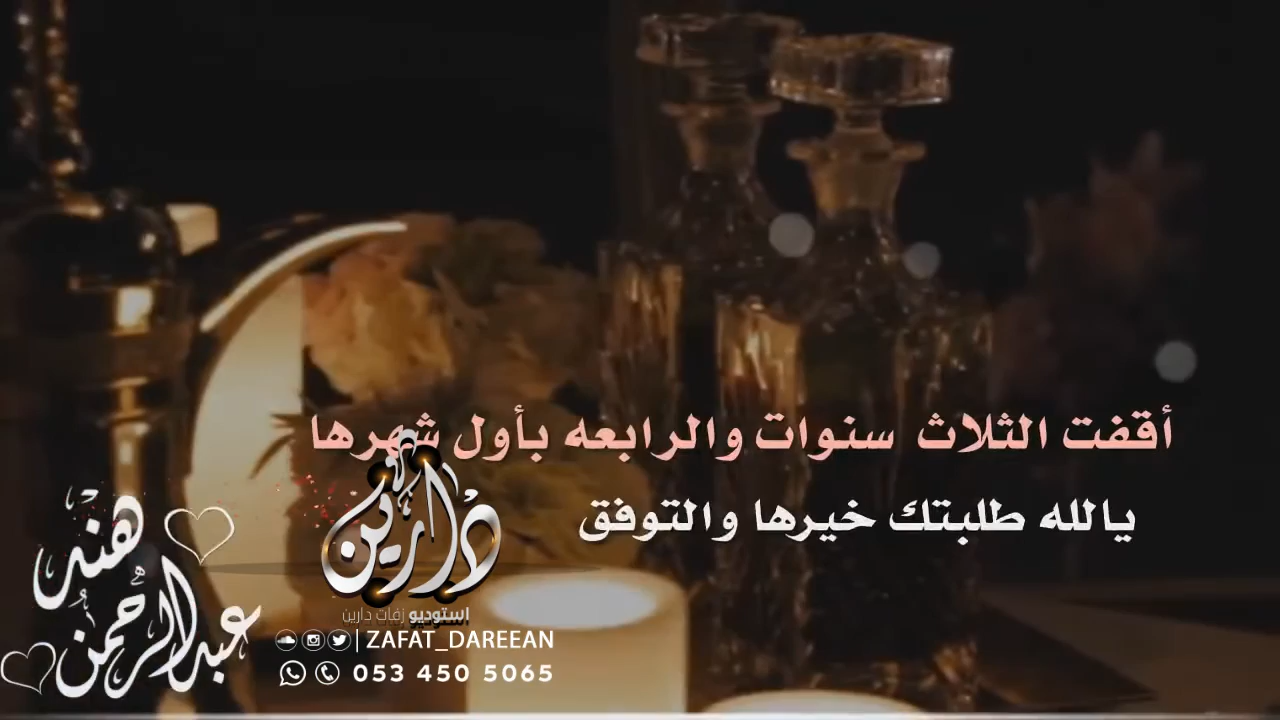 أقفت الثلاث سنوات والرابعه بأول شهرها
يالله طلبتك خيرها والتوفق
هند
عبدالرحمن
دارين
استوديو زفات دارين
ZAFAT_DAREEAN
053 450 5065